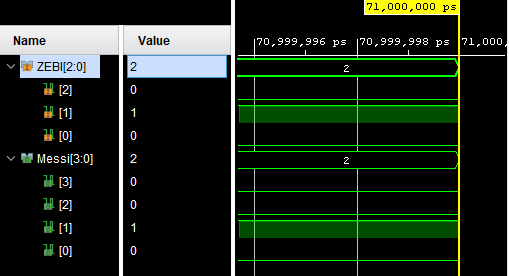 71,000,000 ps
Name Value
70,999,996 ps 70,999,998 ps 71,000,
ZEBI[2:0] 2 2
[2] 0
[1] 1
[0] 0
Messi[3:0] 2 2
[3] 0
[2] 0
[1] 1
[0] 0